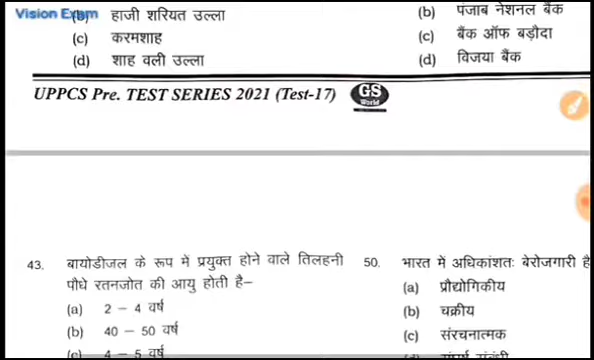 Vision Exam
(b) हाजी शरियत उल्ला
(c) करमशाह
(d) शाह वली उल्ला
(b) पंजाब नेशनल बैंक
(c) बैंक ऑफ बड़ौदा
(d) विजया बैंक
UPPCS Pre. TEST SERIES 2021 (Test-17)
GS
World
43. बायोडीजल के रूप में प्रयुक्त होने वाले तिलहनी
पौधे रतनजोत की आयु होती है–
(a) 2 – 4 वर्ष
(b) 40 – 50 वर्ष
(c) 4 – 5 वर्ष
50. भारत में अधिकांशतः बेरोजगारी है
(a) प्रौद्योगिकीय
(b) चक्रीय
(c) संरचनात्मक